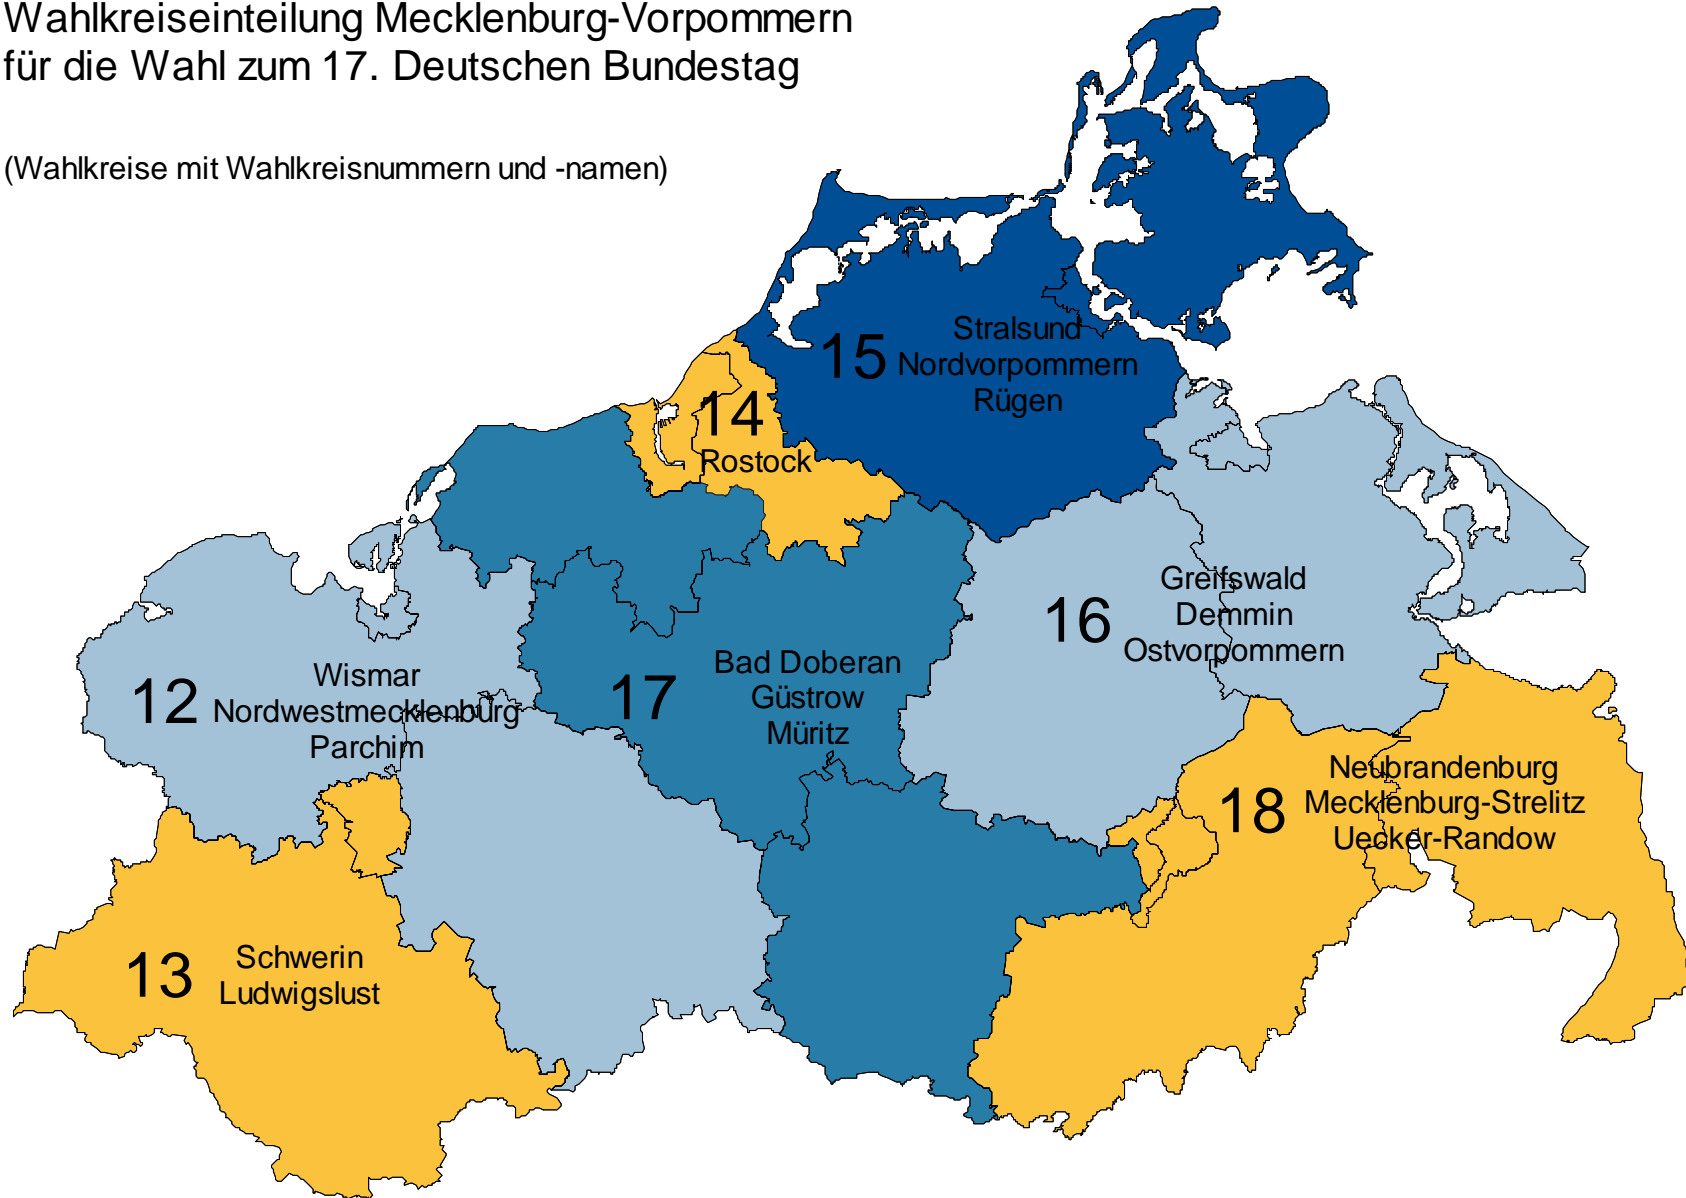 Wahlkreiseinteilung Mecklenburg-Vorpommern
für die Wahl zum 17. Deutschen Bundestag
(Wahlkreise mit Wahlkreisnummern und -namen)
15
Stralsund
Nordvorpommern
Rügen
14
Rostock
16
Greifswald
Demmin
Ostvorpommern
12
Wismar
Nordwestmecklenburg
Parchim
17
Bad Doberan
Güstrow
Müritz
18
Neubrandenburg
Mecklenburg-Strelitz
Uecker-Randow
13
Schwerin
Ludwigslust